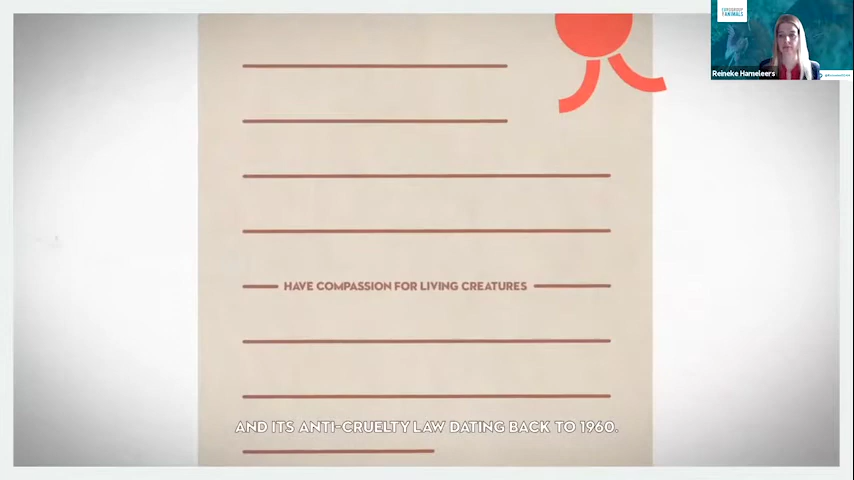 EUROGROUP
FOR ANIMALS
Reineke Hameleers
HAVE COMPASSION FOR LIVING CREATURES
AND ITS ANTI-CRUELTY LAW DATING BACK TO 1960.